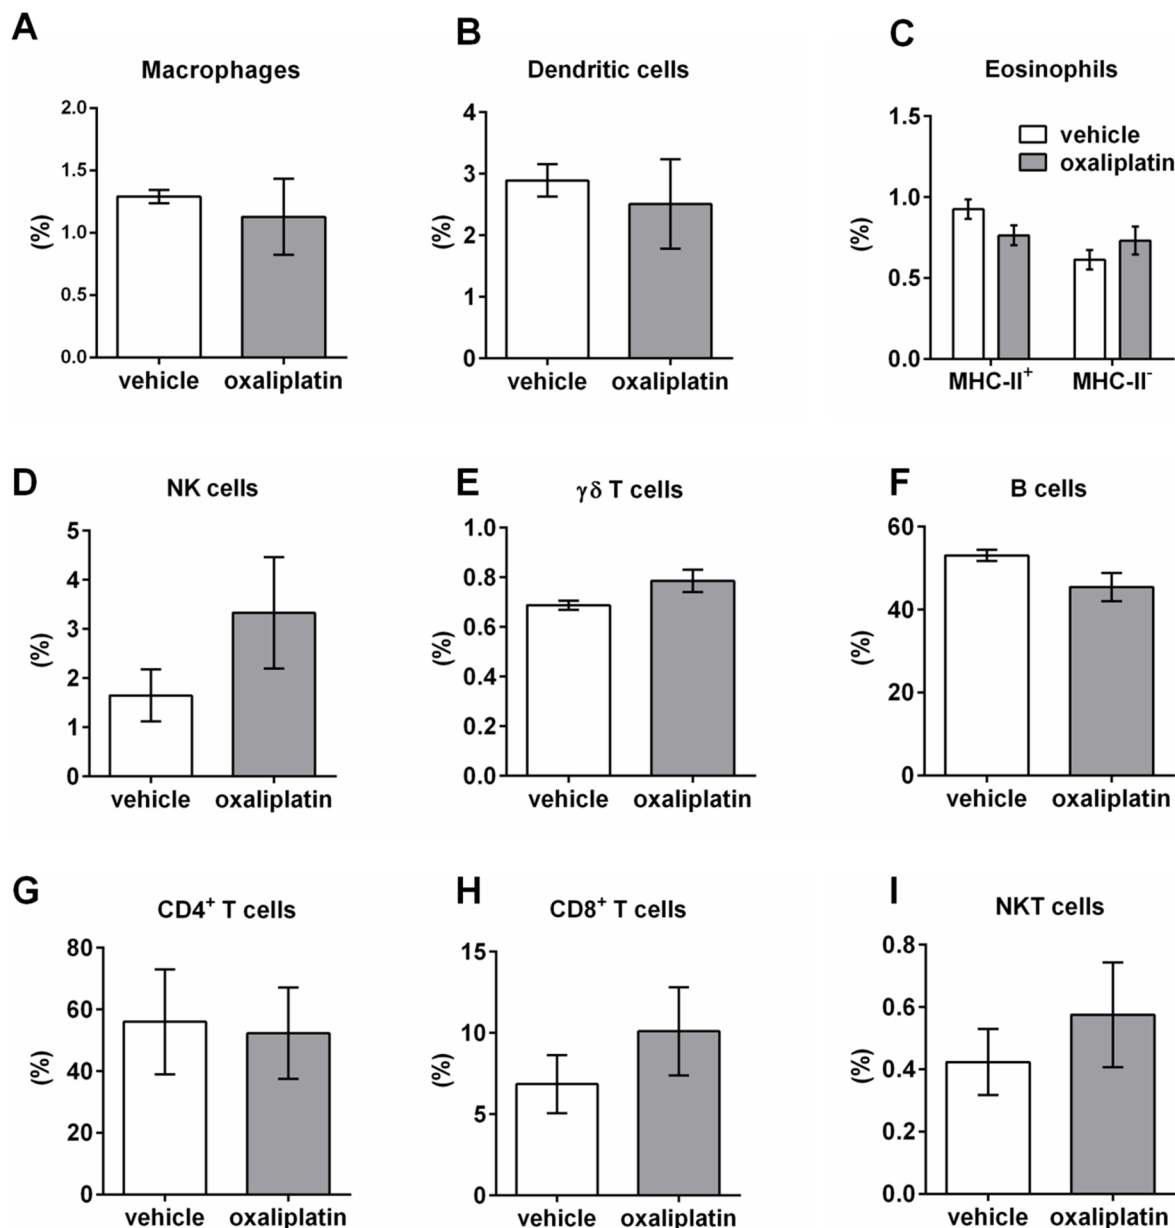 A
Macrophages
(%)
2.0
1.5
1.0
0.5
0.0
vehicle oxaliplatin
B
Dendritic cells
(%)
4
3
2
1
0
vehicle oxaliplatin
C
Eosinophils
(%)
1.5
1.0
0.5
0.0
vehicle
oxaliplatin
MHC-II⁺ MHC-II⁻
D
NK cells
(%)
5
4
3
2
1
0
vehicle oxaliplatin
E
γδ T cells
(%)
1.0
0.8
0.6
0.4
0.2
0.0
vehicle oxaliplatin
F
B cells
(%)
60
40
20
0
vehicle oxaliplatin
G
CD4⁺ T cells
(%)
80
60
40
20
0
vehicle oxaliplatin
H
CD8⁺ T cells
(%)
15
10
5
0
vehicle oxaliplatin
I
NKT cells
(%)
0.8
0.6
0.4
0.2
0.0
vehicle oxaliplatin